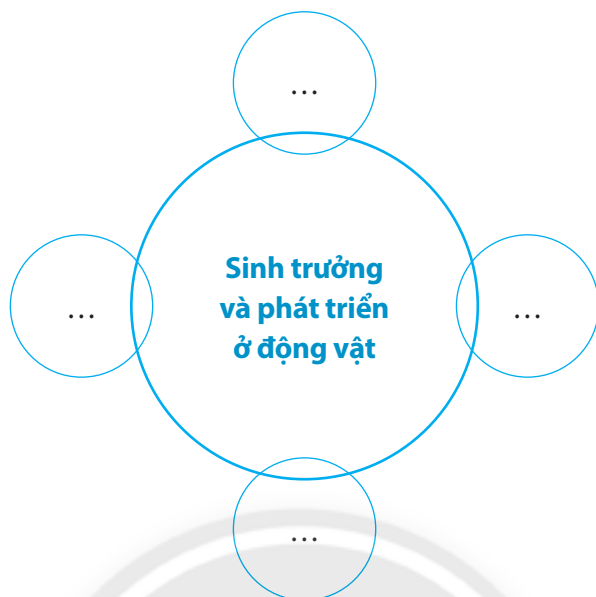 ...
...
Sinh trưởng
và phát triển
ở động vật
...
...